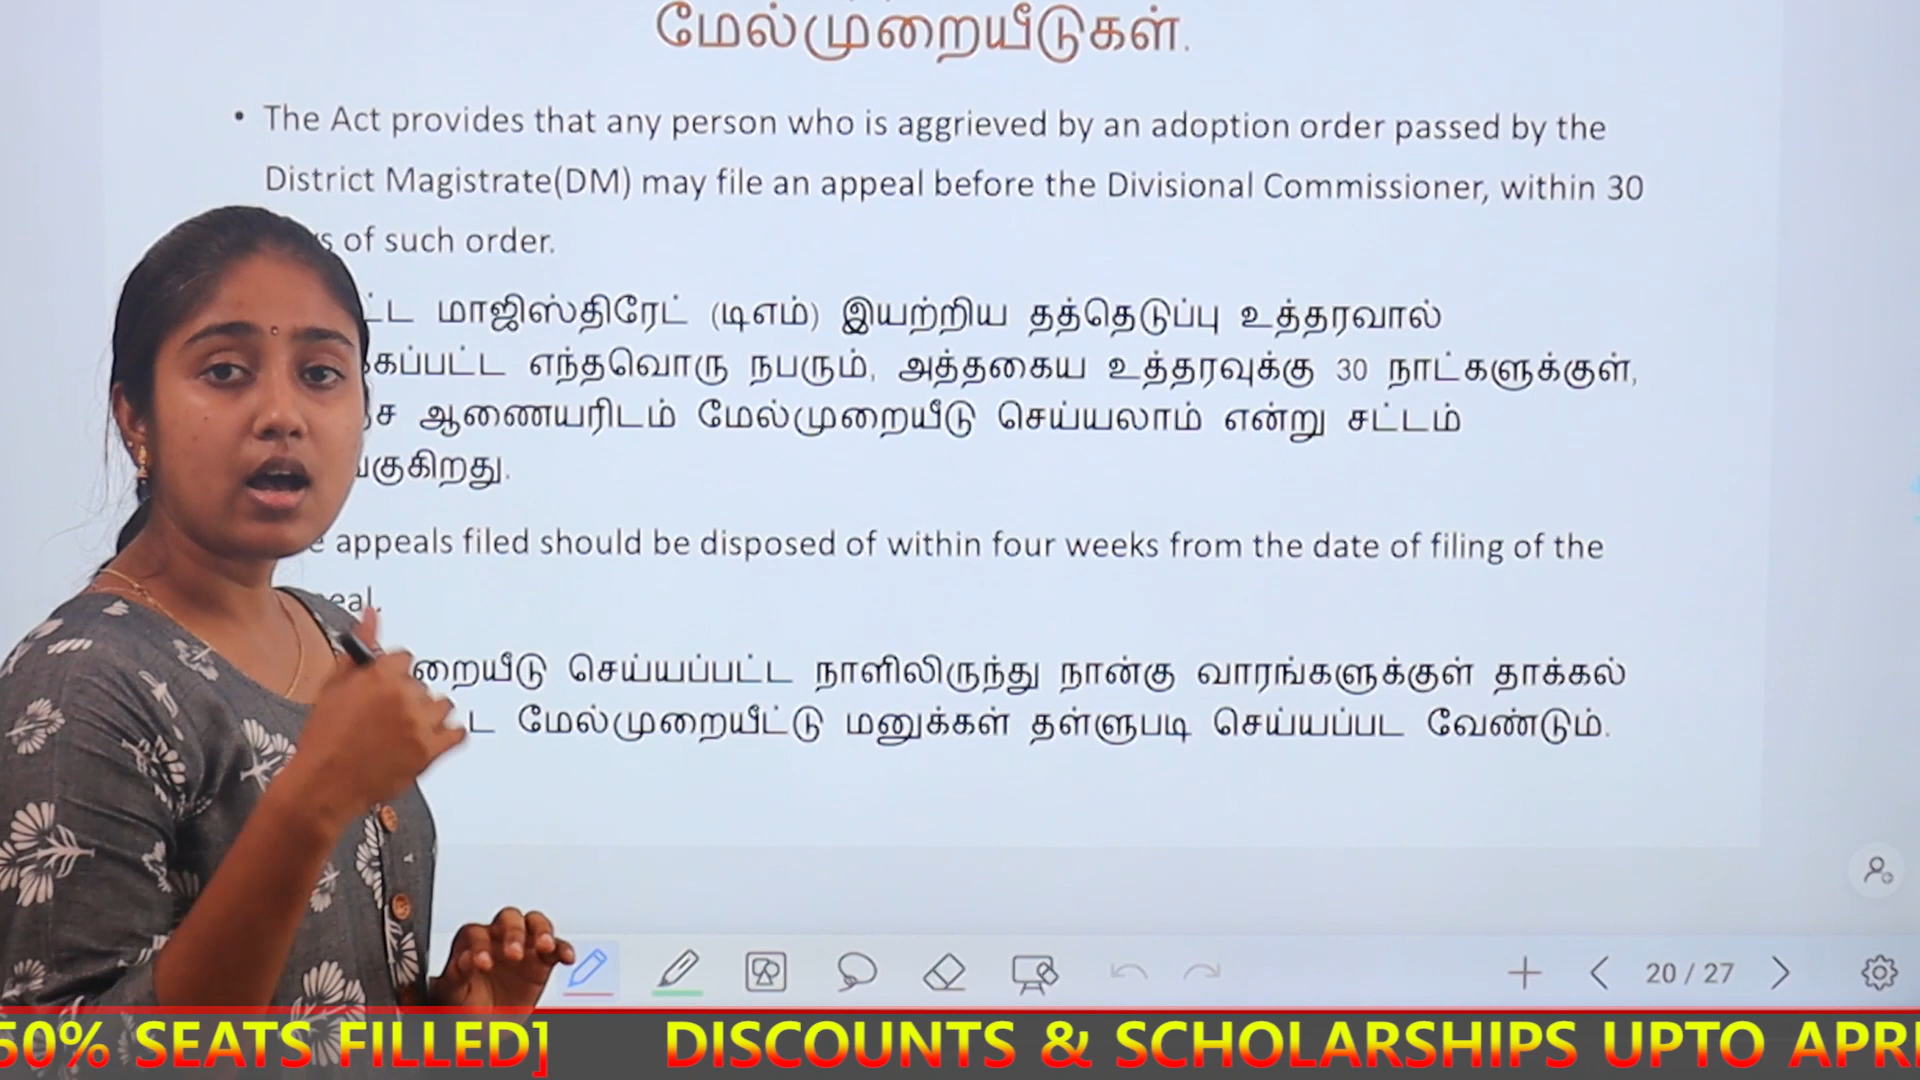 மேல்முறையீடுகள்.
• The Act provides that any person who is aggrieved by an adoption order passed by the
District Magistrate(DM) may file an appeal before the Divisional Commissioner, within 30
of such order.
மாஜிஸ்திரேட் (டிஎம்) இயற்றிய தத்தெடுப்பு உத்தரவால்
எந்தவொரு நபரும், அத்தகைய உத்தரவுக்கு 30 நாட்களுக்குள்,
ஆணையரிடம் மேல்முறையீடு செய்யலாம் என்று சட்டம்
appeals filed should be disposed of within four weeks from the date of filing of the
செய்யப்பட்ட நாளிலிருந்து நான்கு வாரங்களுக்குள் தாக்கல்
மேல்முறையீட்டு மனுக்கள் தள்ளுபடி செய்யப்பட வேண்டும்.
20 / 27
50% SEATS FILLED] DISCOUNTS & SCHOLARSHIPS UPTO